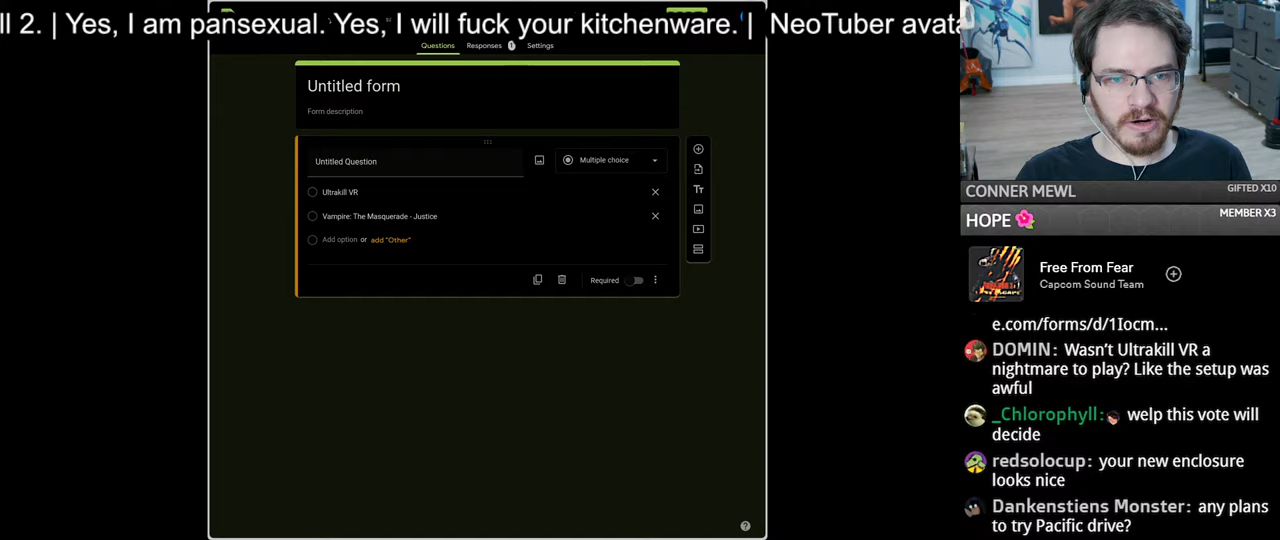 ll 2. | Yes, I am pansexual. Yes, I will fuck your kitchenware. | NeoTuber avata
Questions Responses 1 Settings
Untitled form
Form description
Untitled Question
Multiple choice
Ultrakill VR
Vampire: The Masquerade - Justice
Add option or add "Other"
Required
CONNER MEWL GIFTED X10
HOPE MEMBER X3
Free From Fear
Capcom Sound Team
e.com/forms/d/1Iocm...
DOMIN: Wasn't Ultrakill VR a
nightmare to play? Like the setup was
awful
_Chlorophyll: welp this vote will
decide
redsolocup: your new enclosure
looks nice
Dankenstiens Monster: any plans
to try Pacific drive?